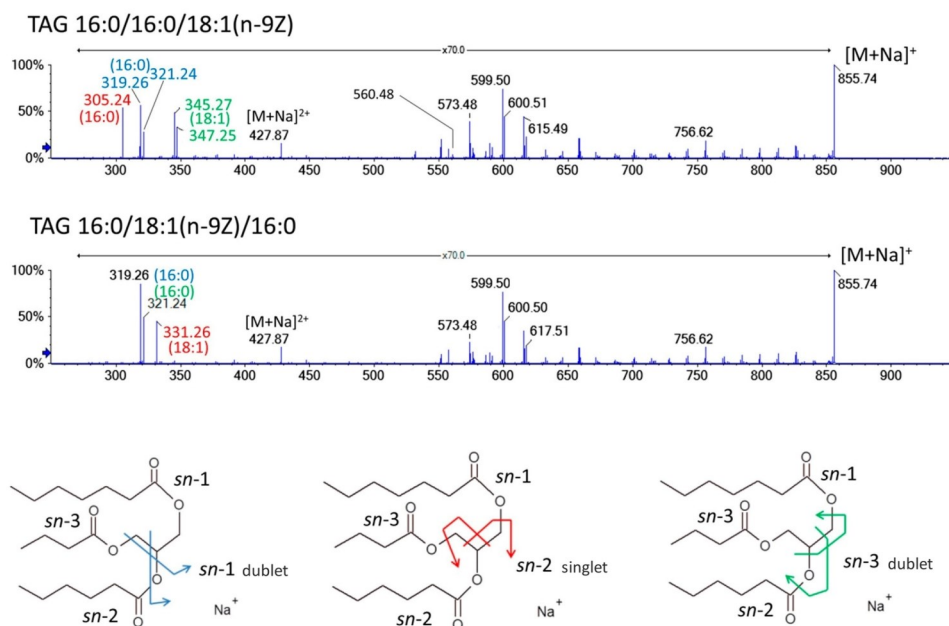 TAG 16:0/16:0/18:1(n-9Z)
x70.0
[M+Na]+
100%
50%
0%
(16:0)
319.26
321.24
305.24
(16:0)
345.27
(18:1)
347.25
[M+Na]2+
427.87
560.48
573.48
599.50
600.51
615.49
756.62
855.74
300 350 400 450 500 550 600 650 700 750 800 850 900
TAG 16:0/18:1(n-9Z)/16:0
x70.0
[M+Na]+
100%
50%
0%
319.26 (16:0)
(16:0)
321.24
331.26
(18:1)
[M+Na]2+
427.87
573.48
599.50
600.50
617.51
756.62
855.74
300 350 400 450 500 550 600 650 700 750 800 850 900
O
sn-1
O
sn-3
O
O
O
sn-2
O
sn-1 dublet
Na+
O
sn-1
O
sn-3
O
O
O
sn-2
O
sn-2 singlet
Na+
O
sn-1
O
sn-3
O
O
O
sn-2
O
sn-3 dublet
Na+